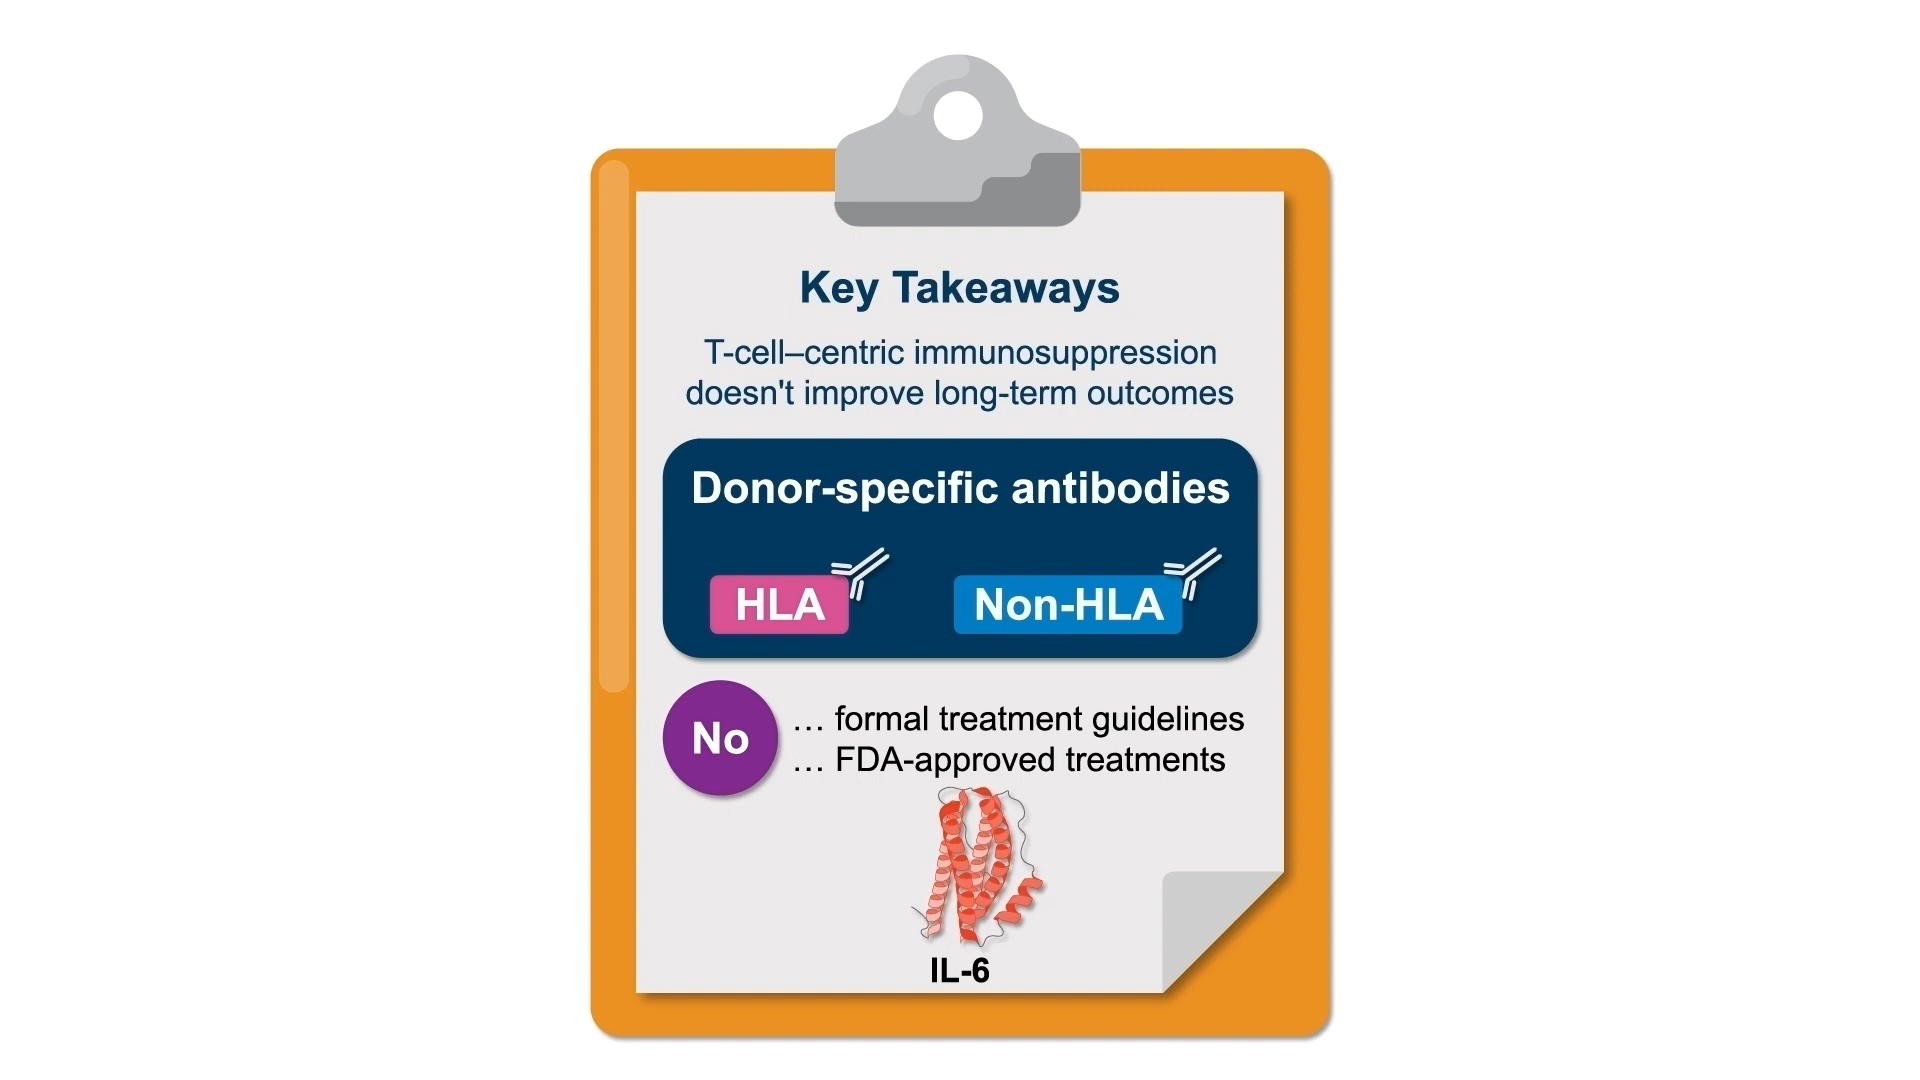 Key Takeaways
T-cell–centric immunosuppression
doesn't improve long-term outcomes
Donor-specific antibodies
HLA
Non-HLA
No
… formal treatment guidelines
… FDA-approved treatments
IL-6